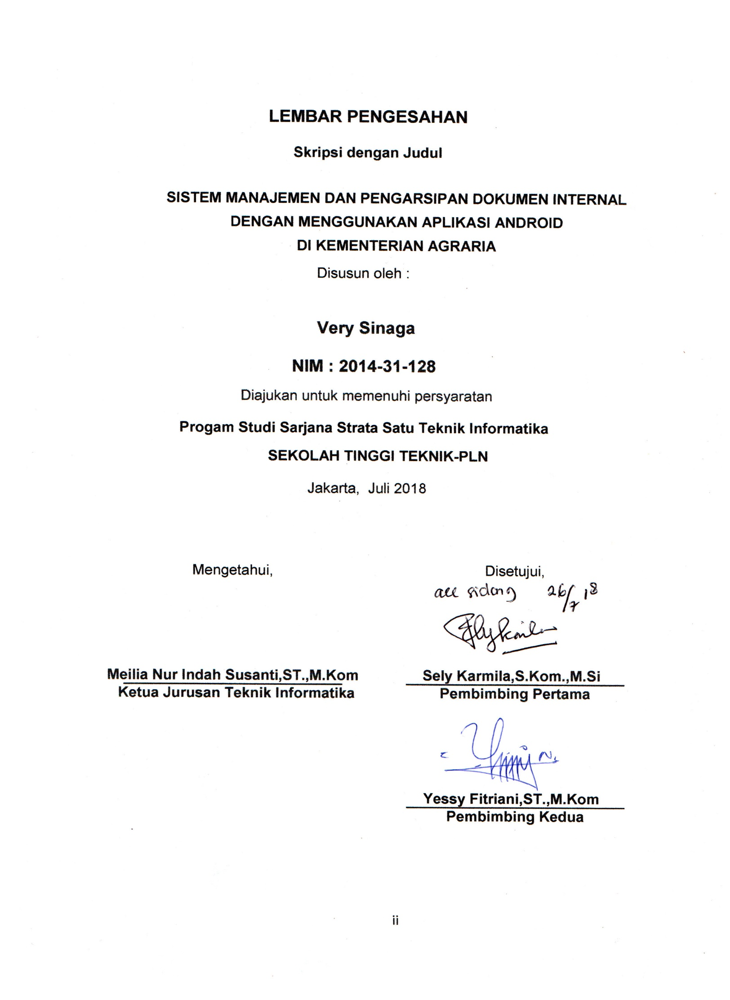 LEMBAR PENGESAHAN
Skripsi dengan Judul
SISTEM MANAJEMEN DAN PENGARSIPAN DOKUMEN INTERNAL
DENGAN MENGGUNAKAN APLIKASI ANDROID
DI KEMENTERIAN AGRARIA
Disusun oleh :
Very Sinaga
NIM : 2014-31-128
Diajukan untuk memenuhi persyaratan
Progam Studi Sarjana Strata Satu Teknik Informatika
SEKOLAH TINGGI TEKNIK-PLN
Jakarta,  Juli 2018
Mengetahui,
Disetujui,
acc sidang 26/7 18
Meilia Nur Indah Susanti,ST.,M.Kom
Ketua Jurusan Teknik Informatika
Sely Karmila,S.Kom.,M.Si
Pembimbing Pertama
Yessy Fitriani,ST.,M.Kom
Pembimbing Kedua
ii